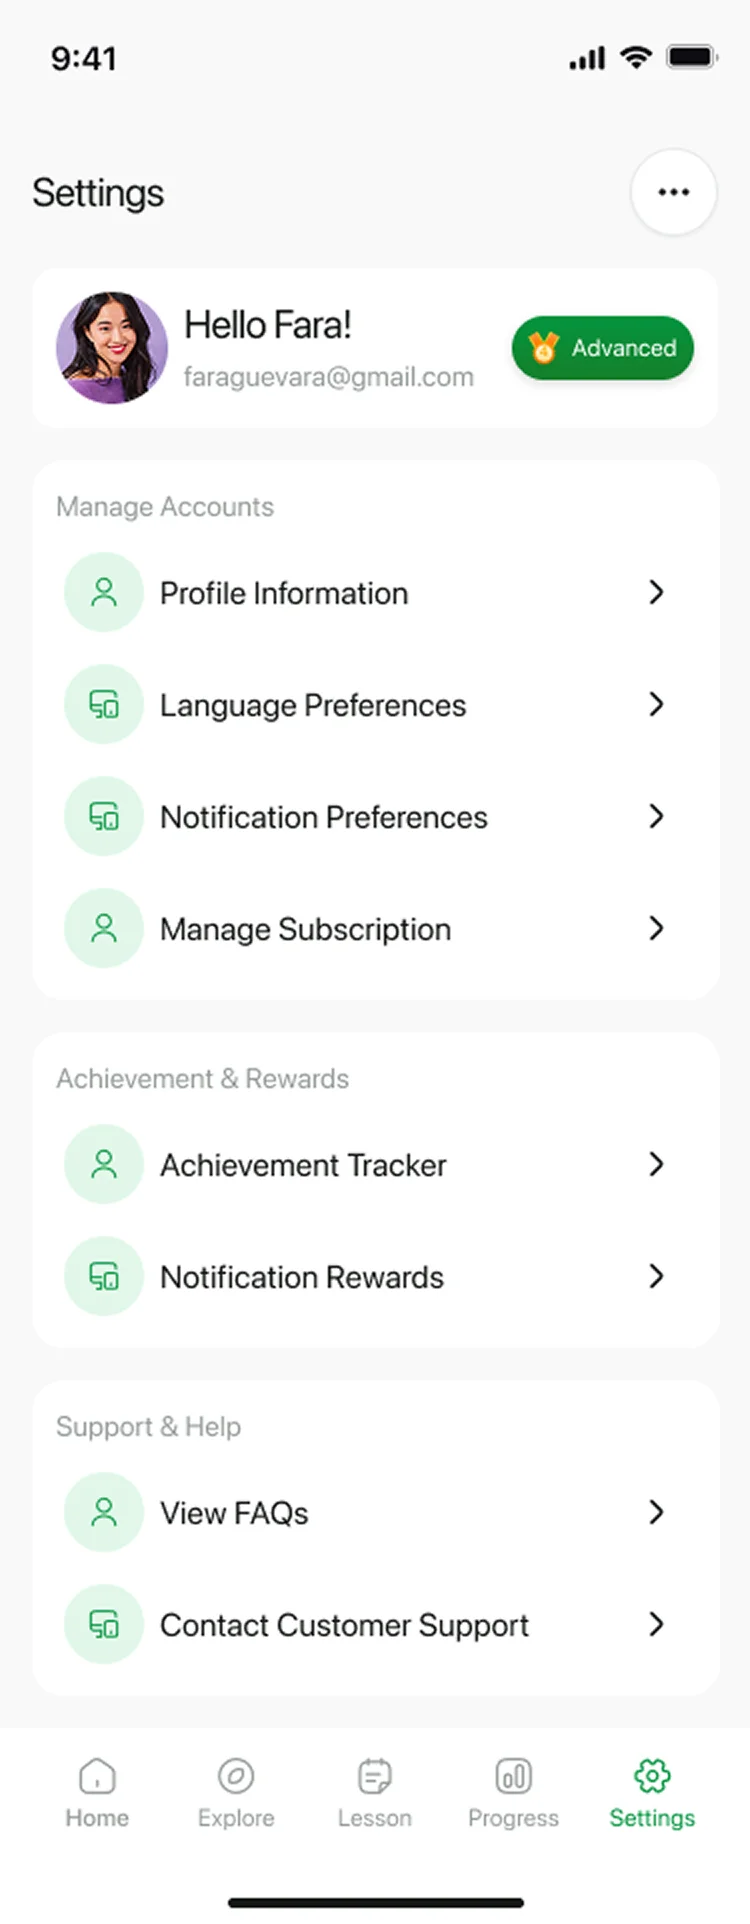 9:41
Settings
Hello Fara!
faraguevara@gmail.com
Advanced
Manage Accounts
Profile Information
Language Preferences
Notification Preferences
Manage Subscription
Achievement & Rewards
Achievement Tracker
Notification Rewards
Support & Help
View FAQs
Contact Customer Support
Home Explore Lesson Progress Settings